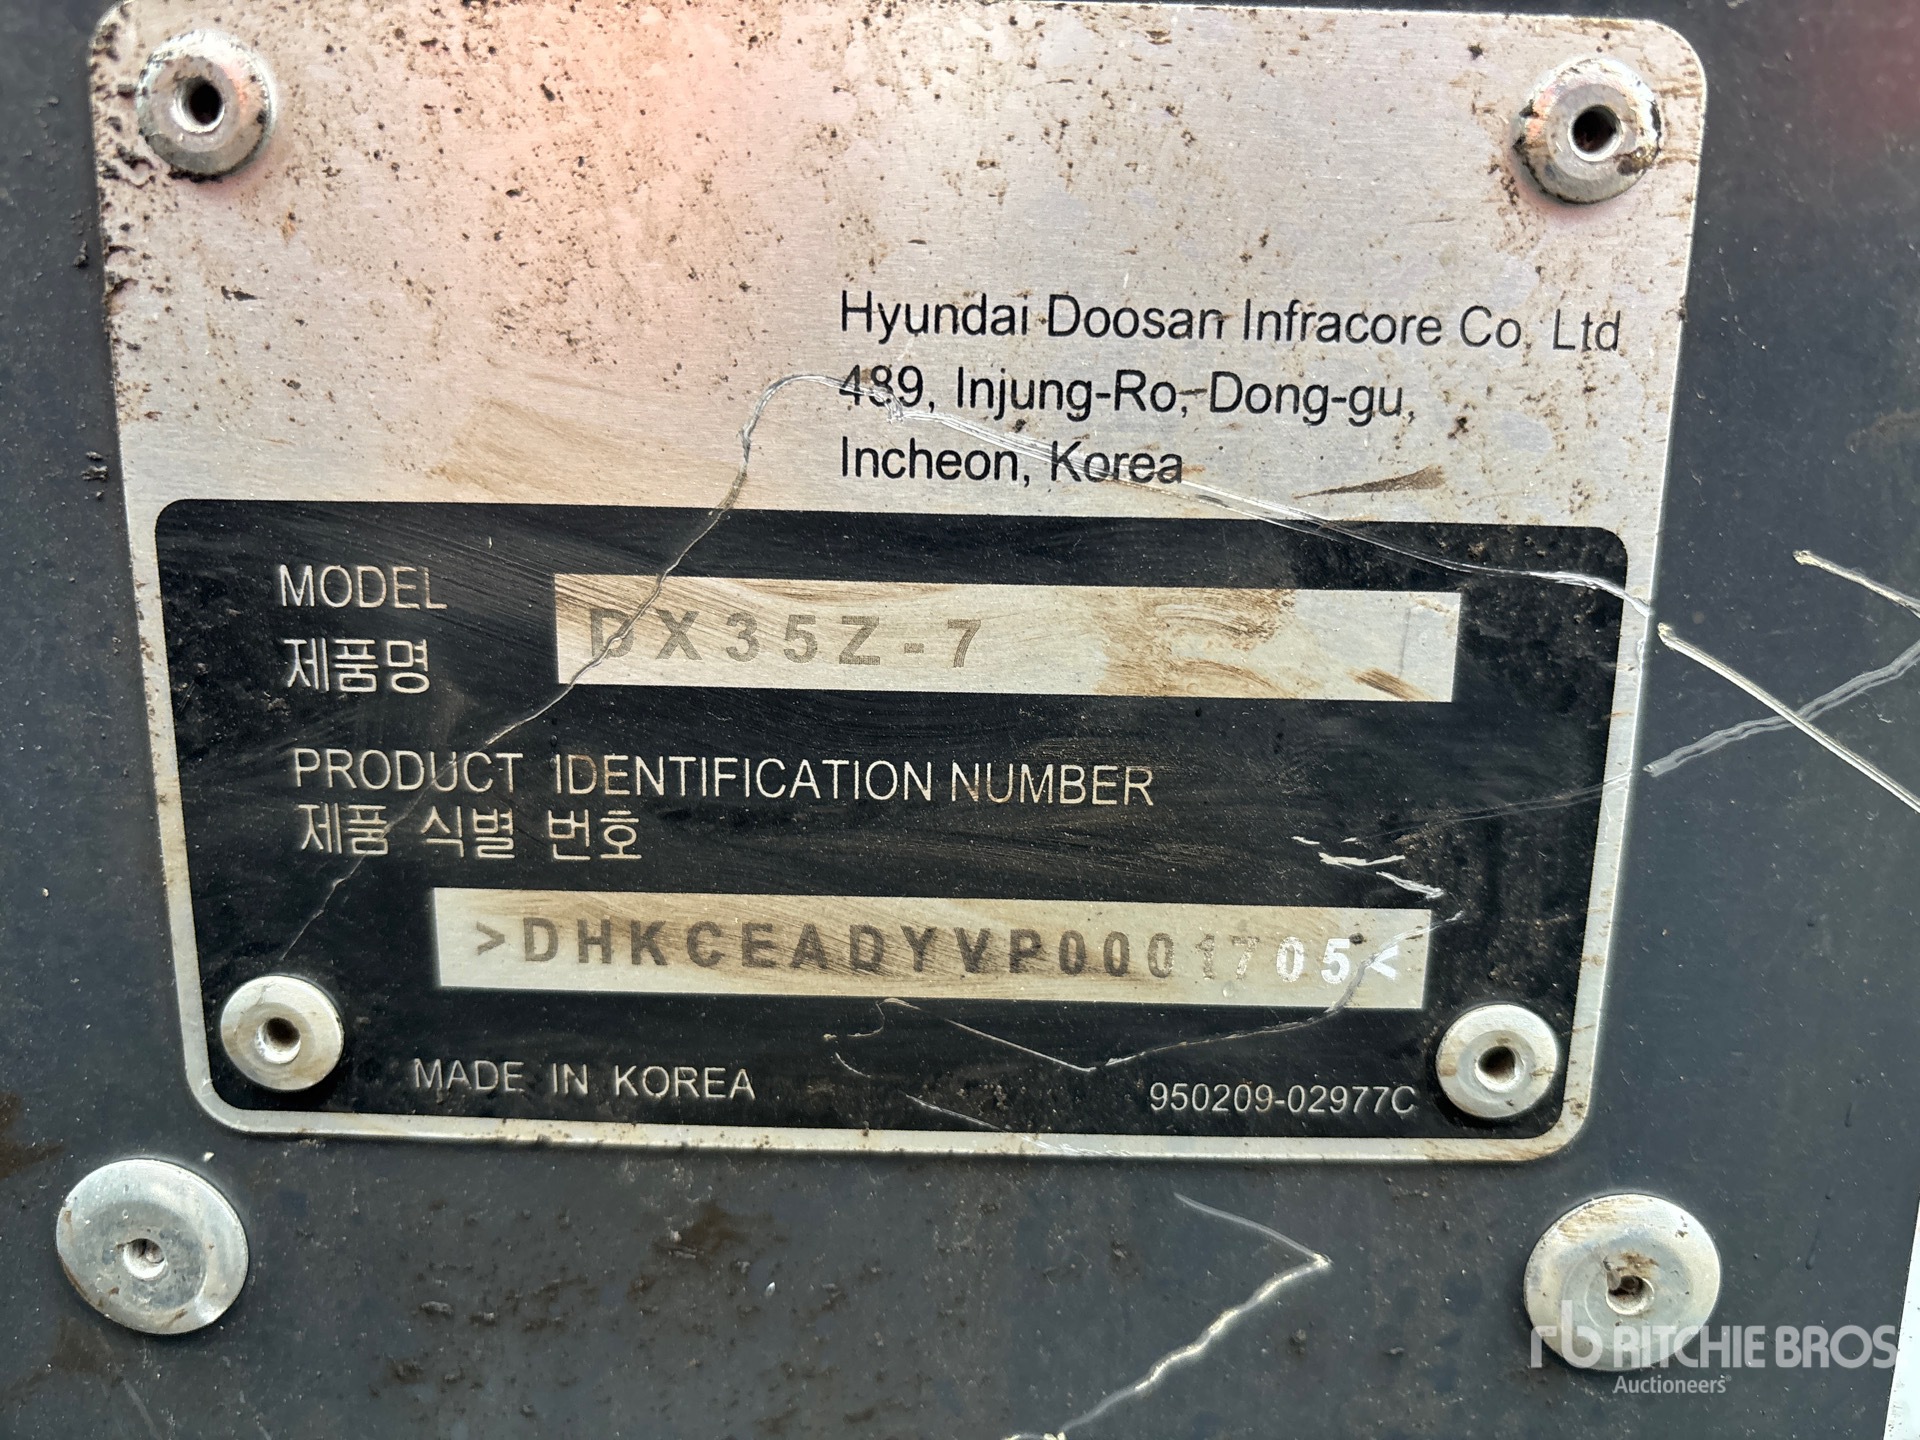 Hyundai Doosan Infracore Co. Ltd
489, Injung-Ro, Dong-gu,
Incheon, Korea
MODEL
제품명
DX35Z-7
PRODUCT IDENTIFICATION NUMBER
제품 식별 번호
>DHKCEADYVP0001705<
MADE IN KOREA
950209-02977C
rb RITCHIE BROS
Auctioneers